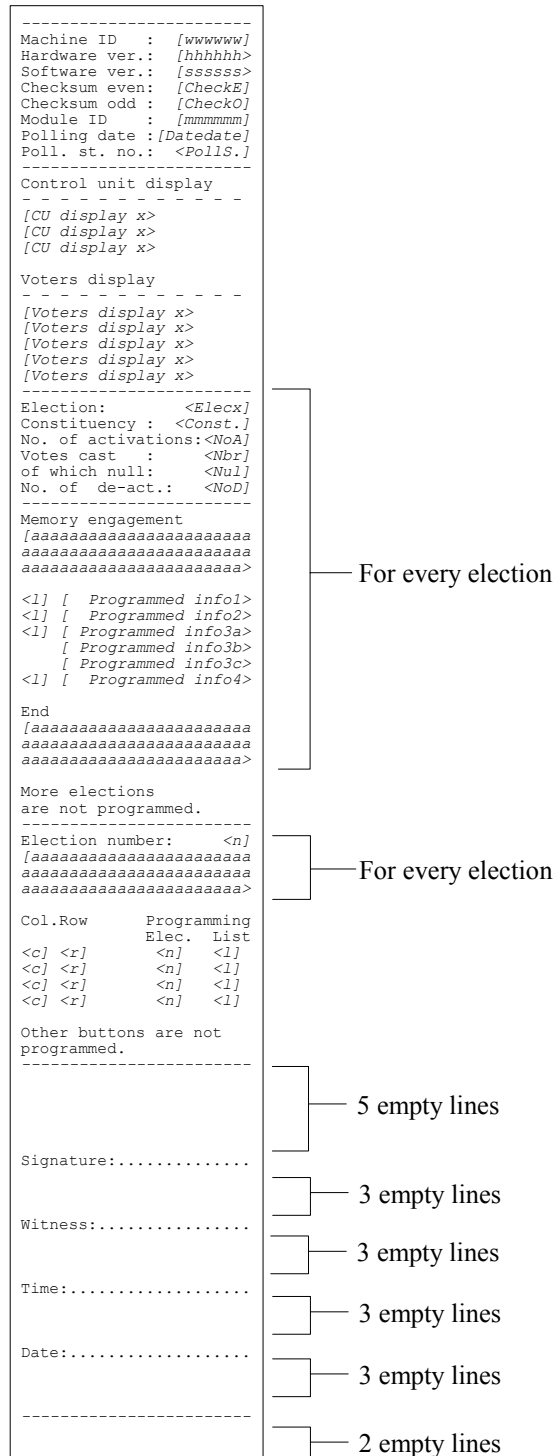 ------------------------
Machine ID   :  [wwwwww]
Hardware ver.:  [hhhhhh>
Software ver.:  [ssssss>
Checksum even:  [CheckE]
Checksum odd :  [CheckO]
Module ID    :  [mmmmmm]
Polling date :[Datedate]
Poll. st. no.:  <PollS.]
------------------------
Control unit display
- - - - - - - - - - - -
[CU display x>
[CU display x>
[CU display x>
Voters display
- - - - - - - - - - - -
[Voters display x>
[Voters display x>
[Voters display x>
[Voters display x>
[Voters display x>
------------------------
Election:        <Elecx]
Constituency :  <Const.]
No. of activations:<NoA]
Votes cast   :     <Nbr]
of which null:     <Nul]
No. of  de-act.:   <NoD]
------------------------
Memory engagement
[aaaaaaaaaaaaaaaaaaaaaaa
aaaaaaaaaaaaaaaaaaaaaaaa
aaaaaaaaaaaaaaaaaaaaaaa>
For every election
<l] [  Programmed info1>
<l] [  Programmed info2>
<l] [ Programmed info3a>
[ Programmed info3b>
[ Programmed info3c>
<l] [  Programmed info4>
End
[aaaaaaaaaaaaaaaaaaaaaaa
aaaaaaaaaaaaaaaaaaaaaaaa
aaaaaaaaaaaaaaaaaaaaaaa>
More elections
are not programmed.
------------------------
Election number:     <n]
[aaaaaaaaaaaaaaaaaaaaaaa
aaaaaaaaaaaaaaaaaaaaaaaa
aaaaaaaaaaaaaaaaaaaaaaa>
For every election
Col.Row      Programming
Elec.  List
<c] <r]       <n]   <l]
<c] <r]       <n]   <l]
<c] <r]       <n]   <l]
<c] <r]       <n]   <l]
Other buttons are not
programmed.
------------------------
5 empty lines
Signature:..............
3 empty lines
Witness:................
3 empty lines
Time:...................
3 empty lines
Date:...................
3 empty lines
------------------------
2 empty lines